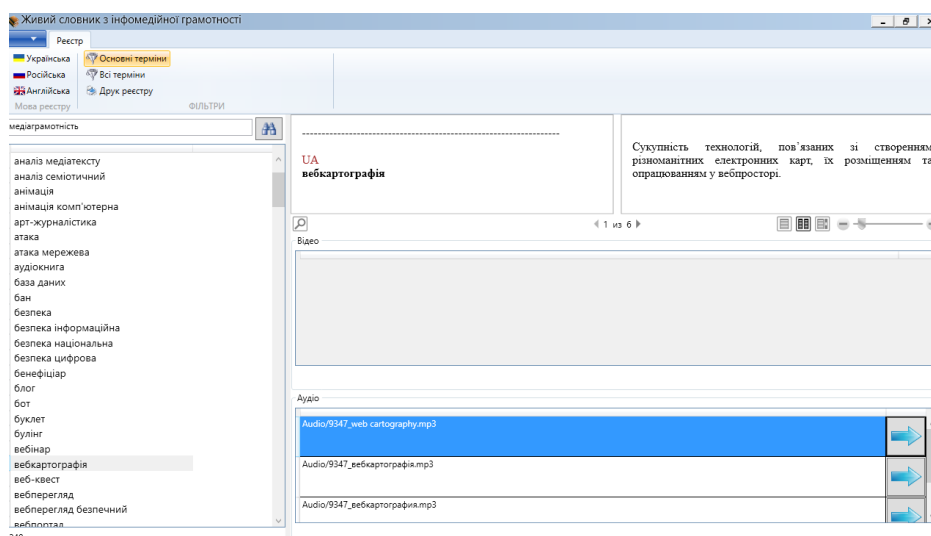 Живий словник з інфомедійної грамотності
Реєстр
Українська
Російська
Англійська
Мова реєстру
Основні терміни
Всі терміни
Друк реєстру
ФІЛЬТРИ
медіаграмотність
аналіз медіатексту
аналіз семіотичний
анімація
анімація комп'ютерна
арт-журналістика
атака
атака мережева
аудіокнига
база даних
бан
безпека
безпека інформаційна
безпека національна
безпека цифрова
бенефіціар
блог
бот
буклет
булінг
вебінар
вебкартографія
веб-квест
вебперегляд
вебперегляд безпечний
вебпортал
UA
вебкартографія
Сукупність технологій, пов`язаних зі створенням
різноманітних електронних карт, їх розміщенням та
опрацюванням у вебпросторі.
1 из 6
Відео
Аудіо
Audio/9347_web cartography.mp3
Audio/9347_вебкартографія.mp3
Audio/9347_вебкартография.mp3